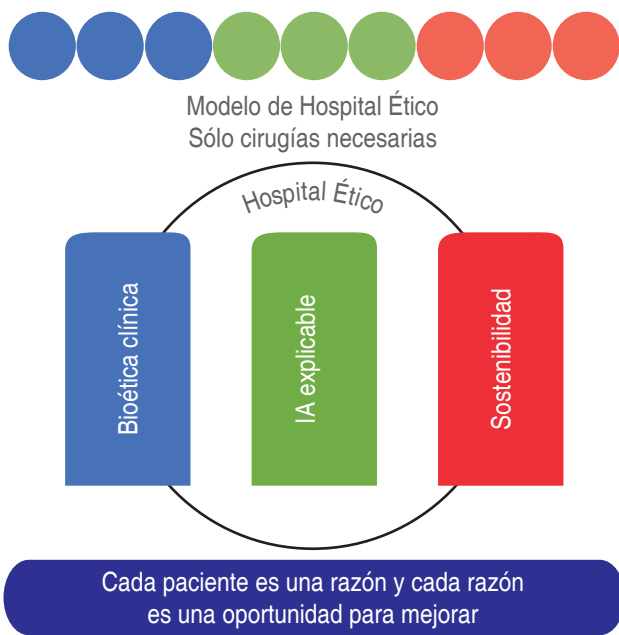 Modelo de Hospital Ético
Sólo cirugías necesarias
Hospital Ético
Bioética clínica
IA explicable
Sostenibilidad
Cada paciente es una razón y cada razón
es una oportunidad para mejorar